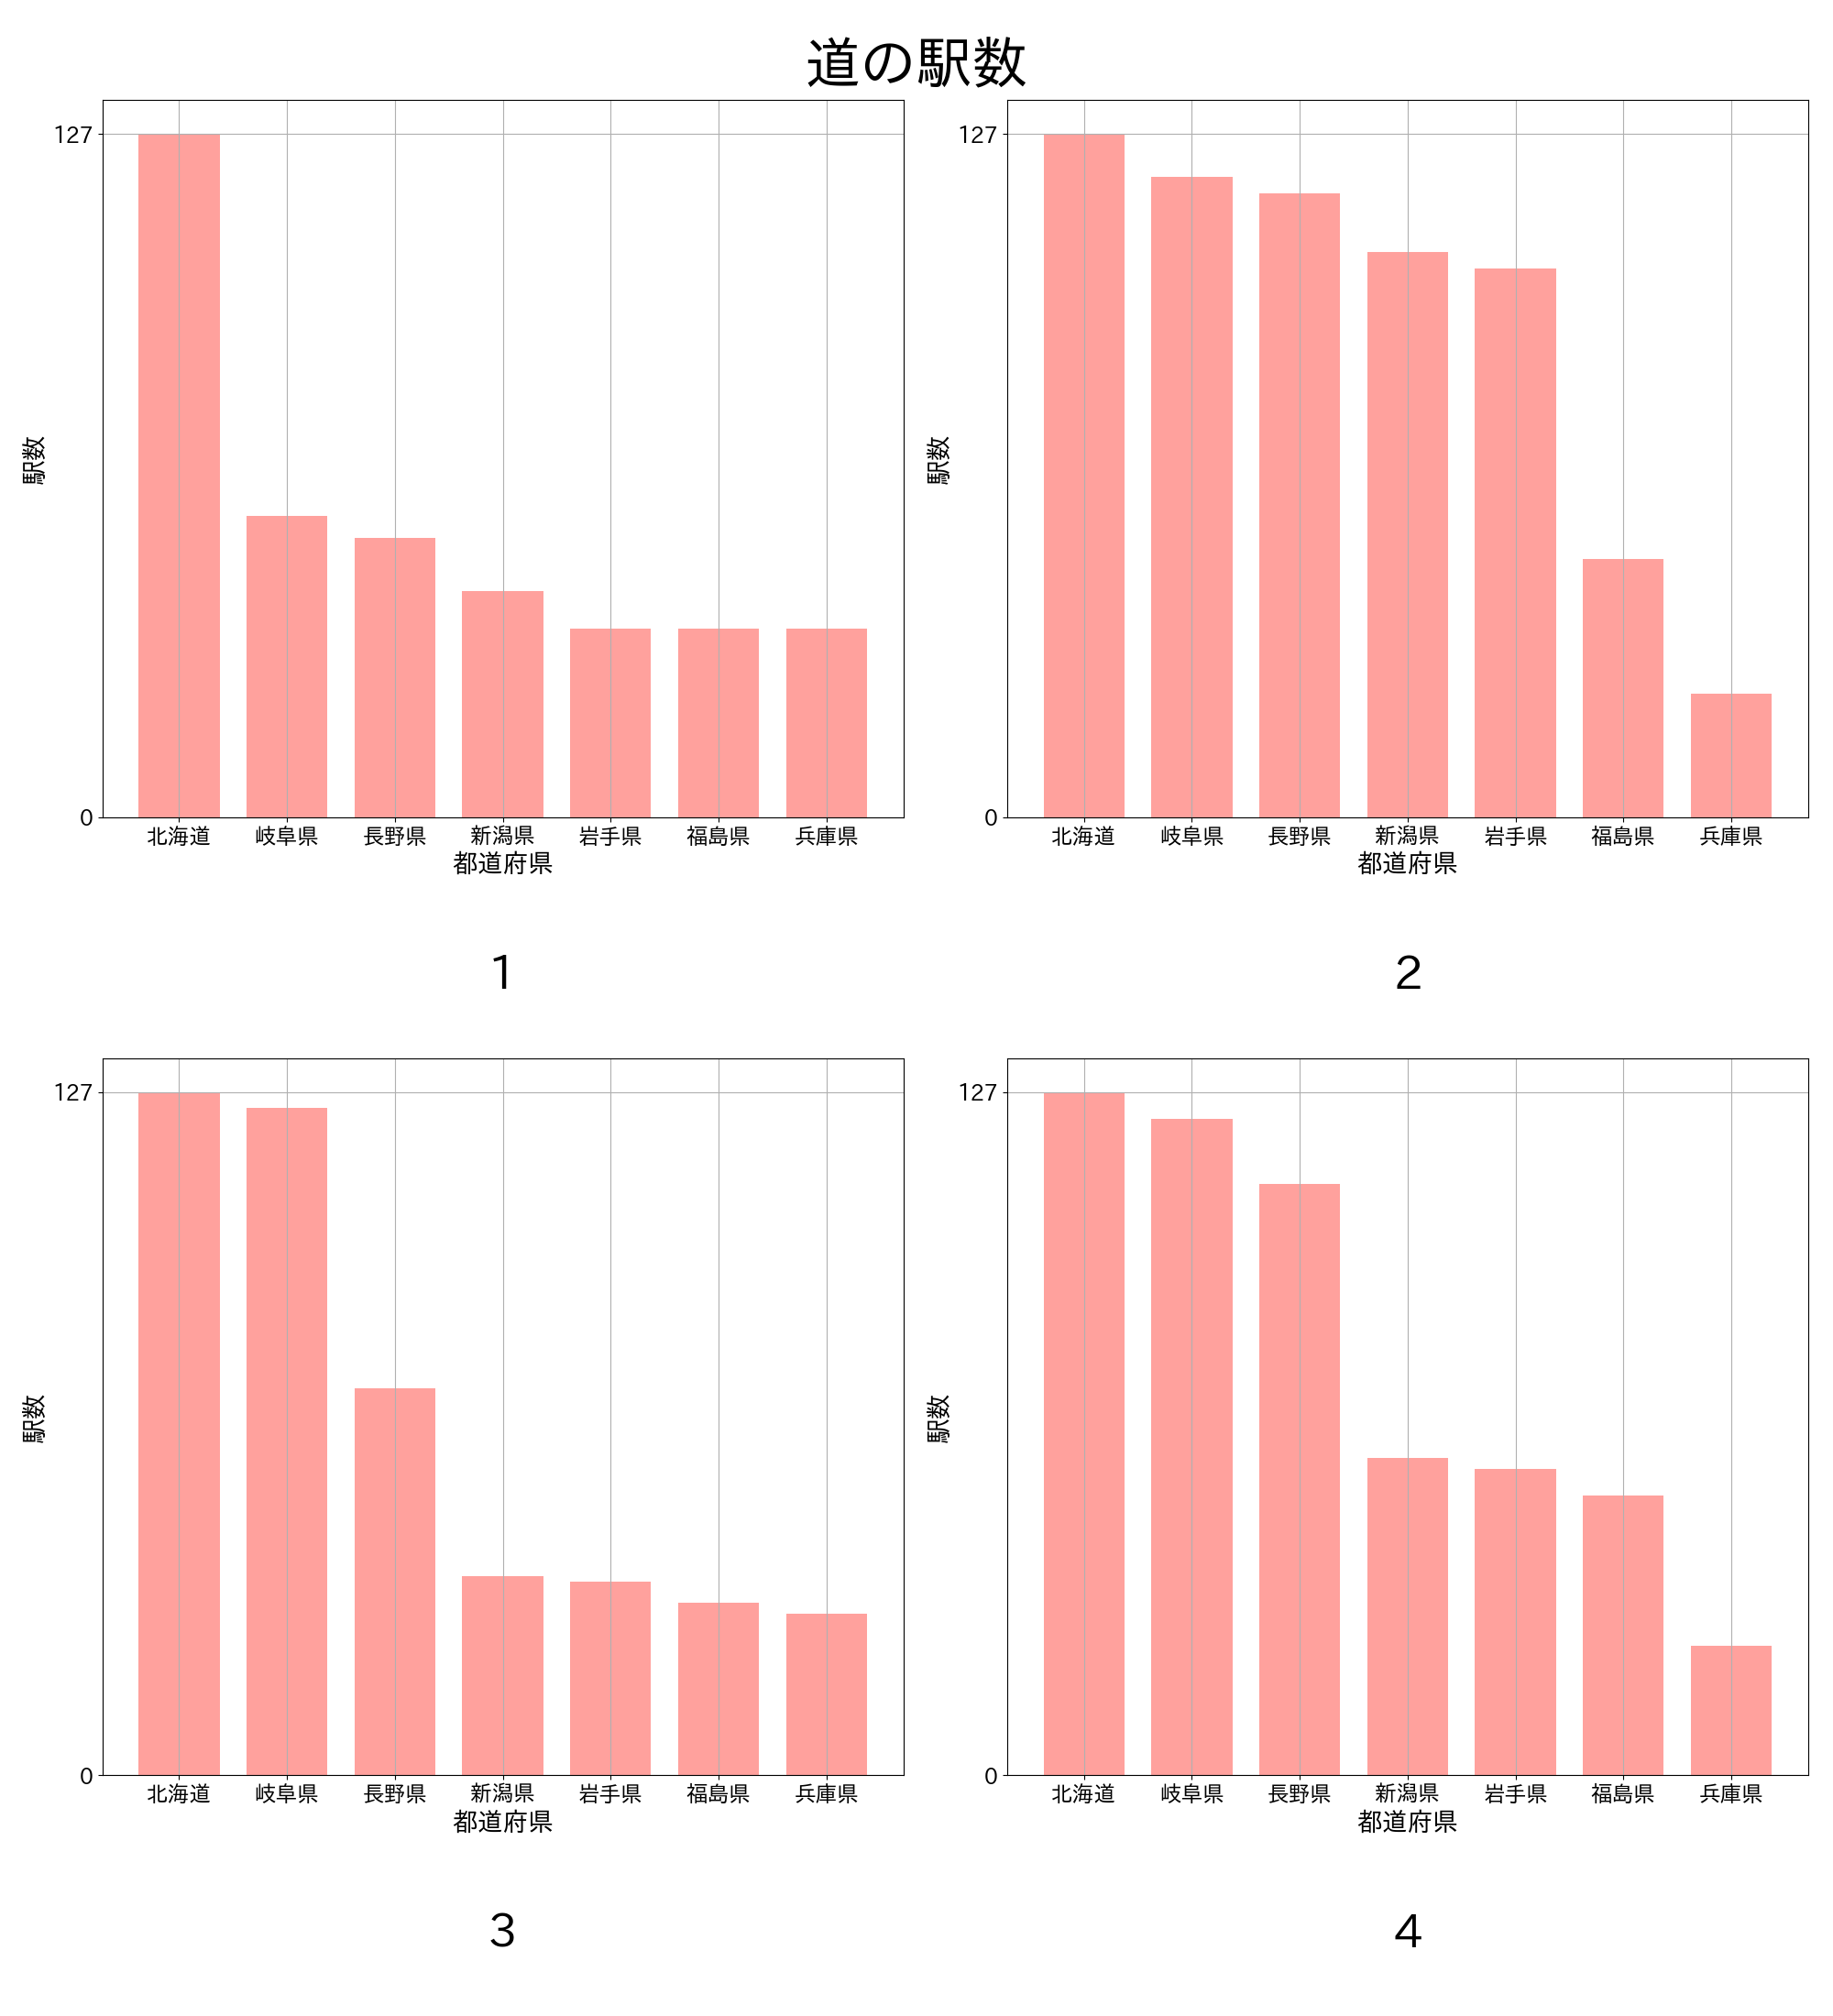 道の駅数
127
0
駅数
北海道 岐阜県 長野県 新潟県 岩手県 福島県 兵庫県
都道府県
1
127
0
駅数
北海道 岐阜県 長野県 新潟県 岩手県 福島県 兵庫県
都道府県
2
127
0
駅数
北海道 岐阜県 長野県 新潟県 岩手県 福島県 兵庫県
都道府県
3
127
0
駅数
北海道 岐阜県 長野県 新潟県 岩手県 福島県 兵庫県
都道府県
4